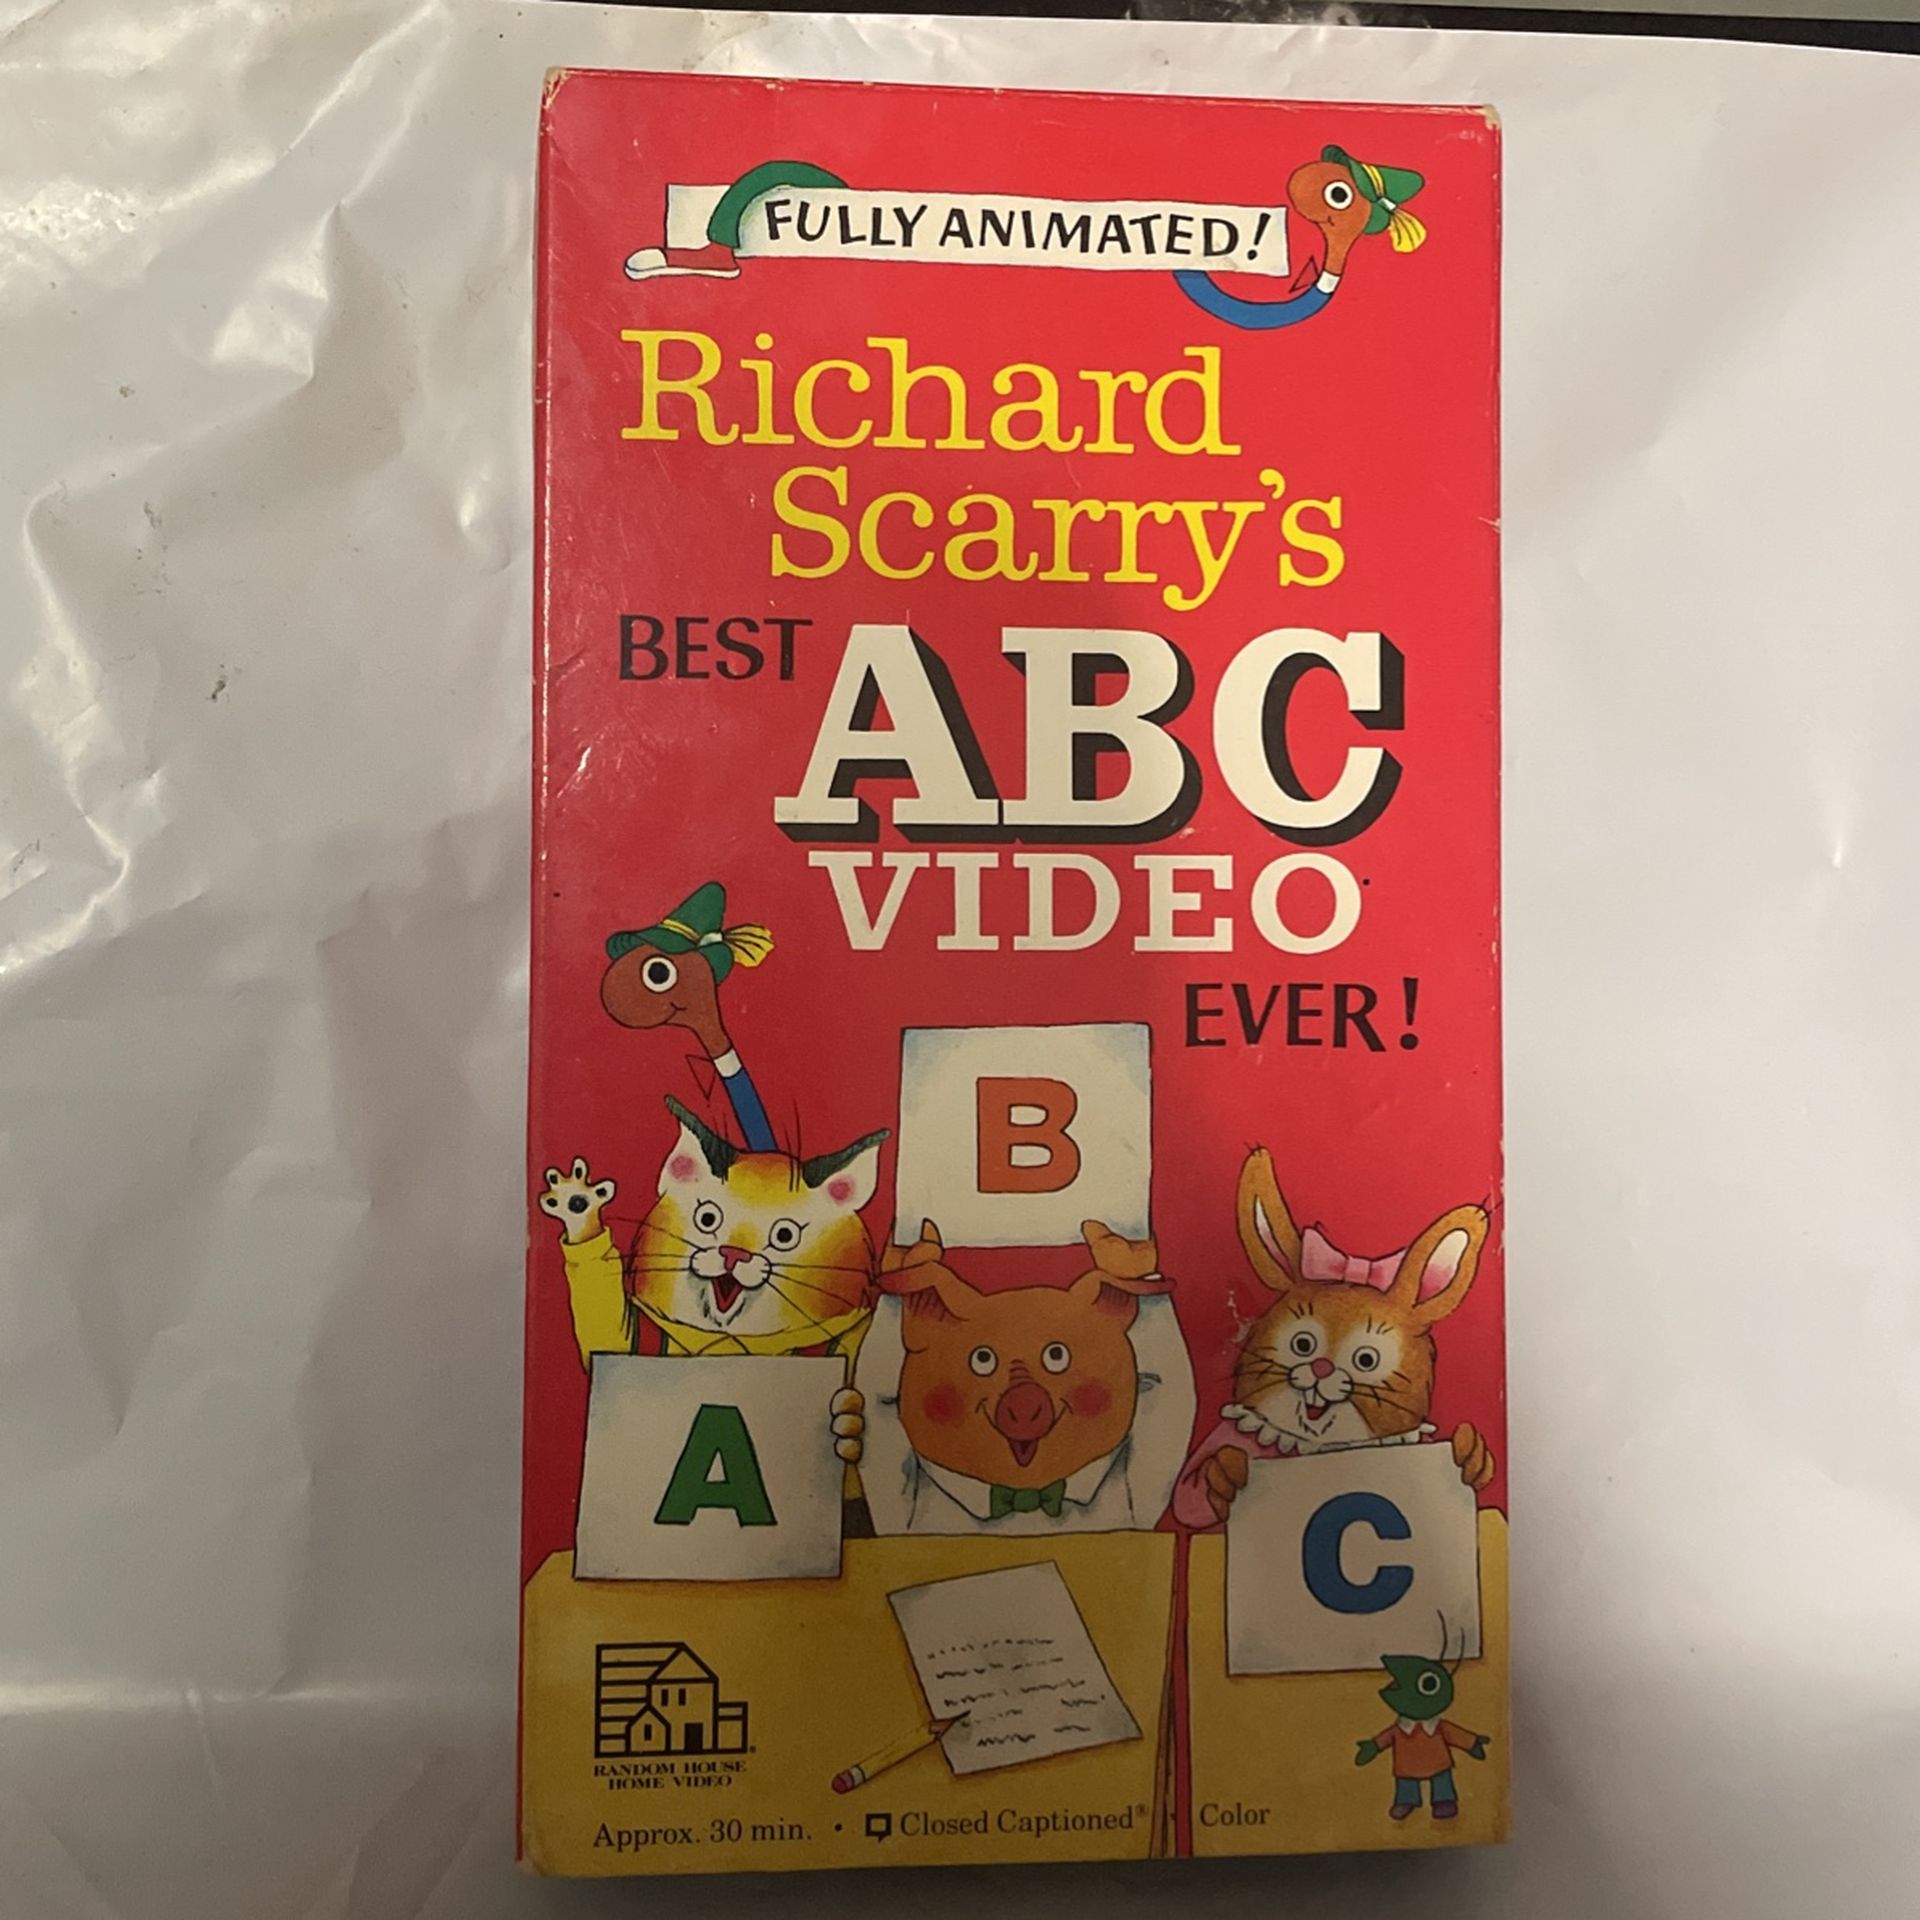 FULLY ANIMATED!
Richard
Scarry's
BEST ABC
VIDEO
EVER!
B
A
C
RANDOM HOUSE
HOME VIDEO
Approx. 30 min. • Closed Captioned® • Color